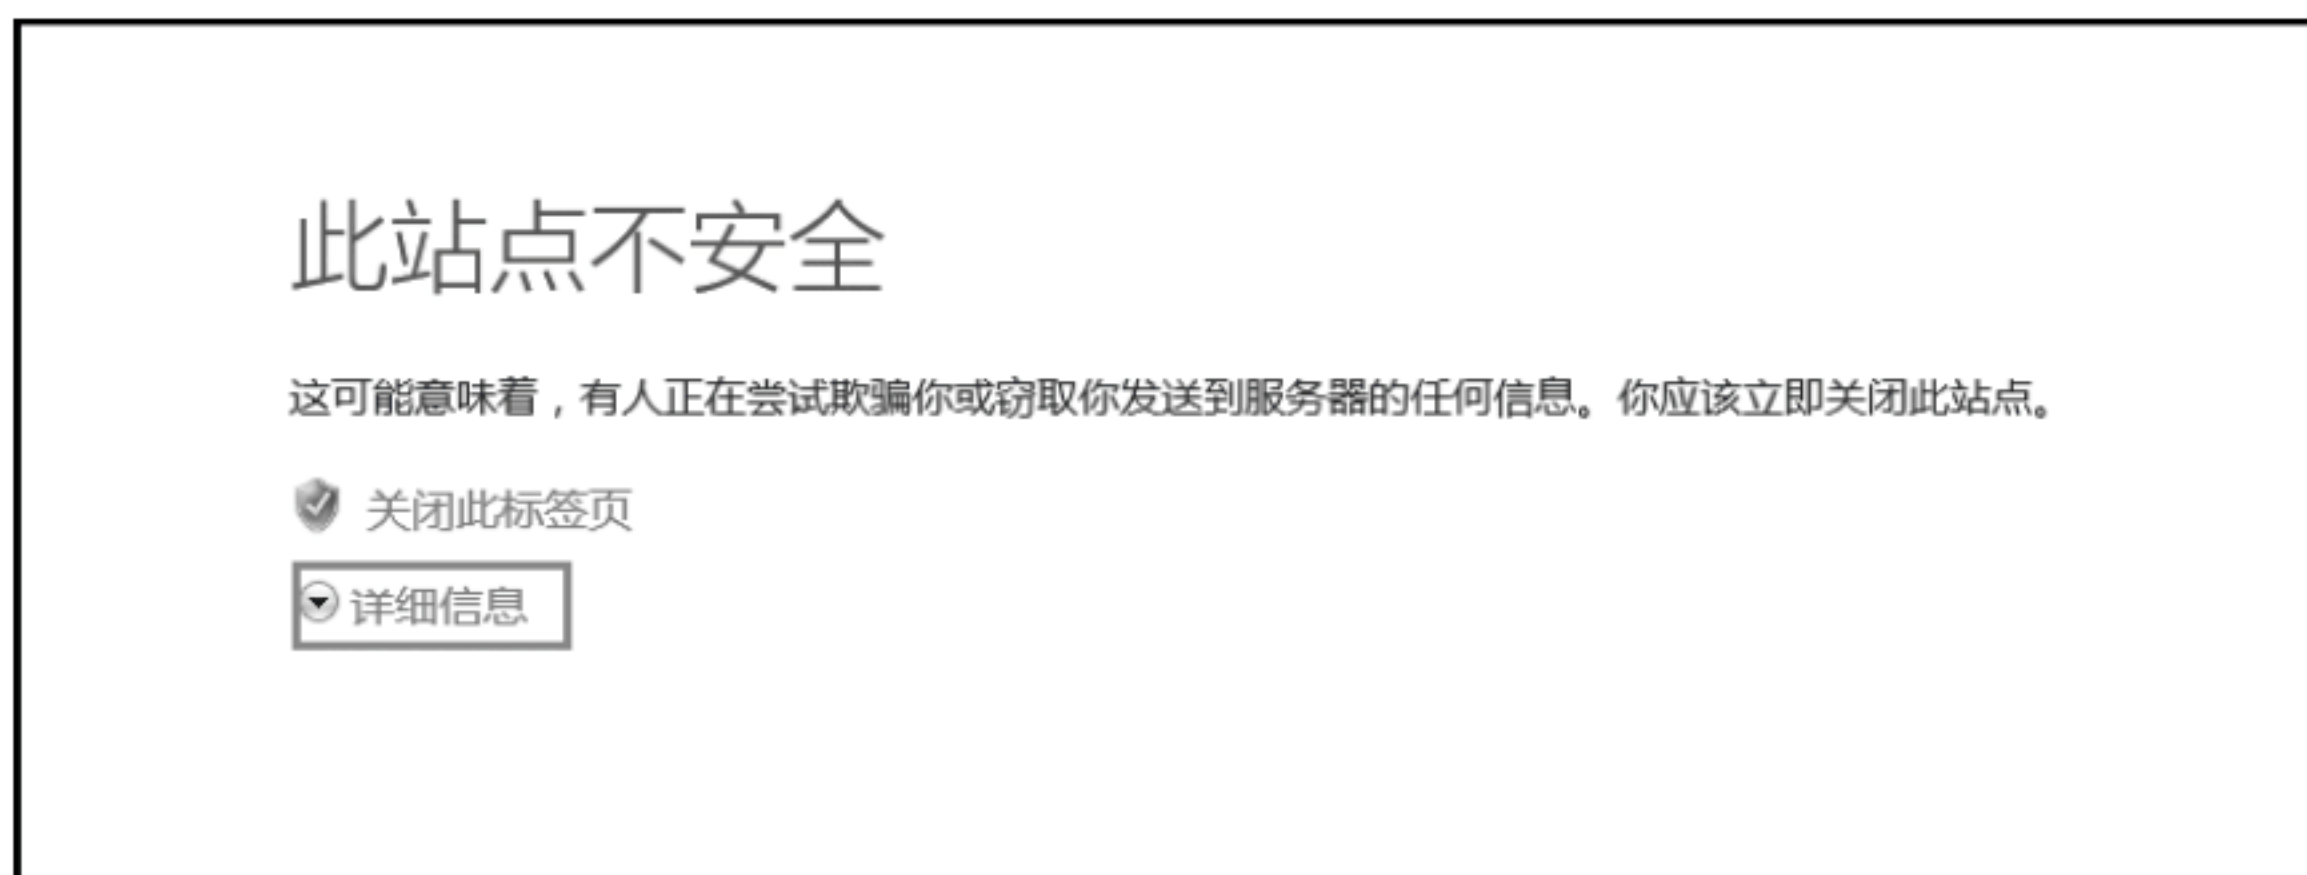 此站点不安全
这可能意味着，有人正在尝试欺骗你或窃取你发送到服务器的任何信息。你应该立即关闭此站点。
关闭此标签页
详细信息